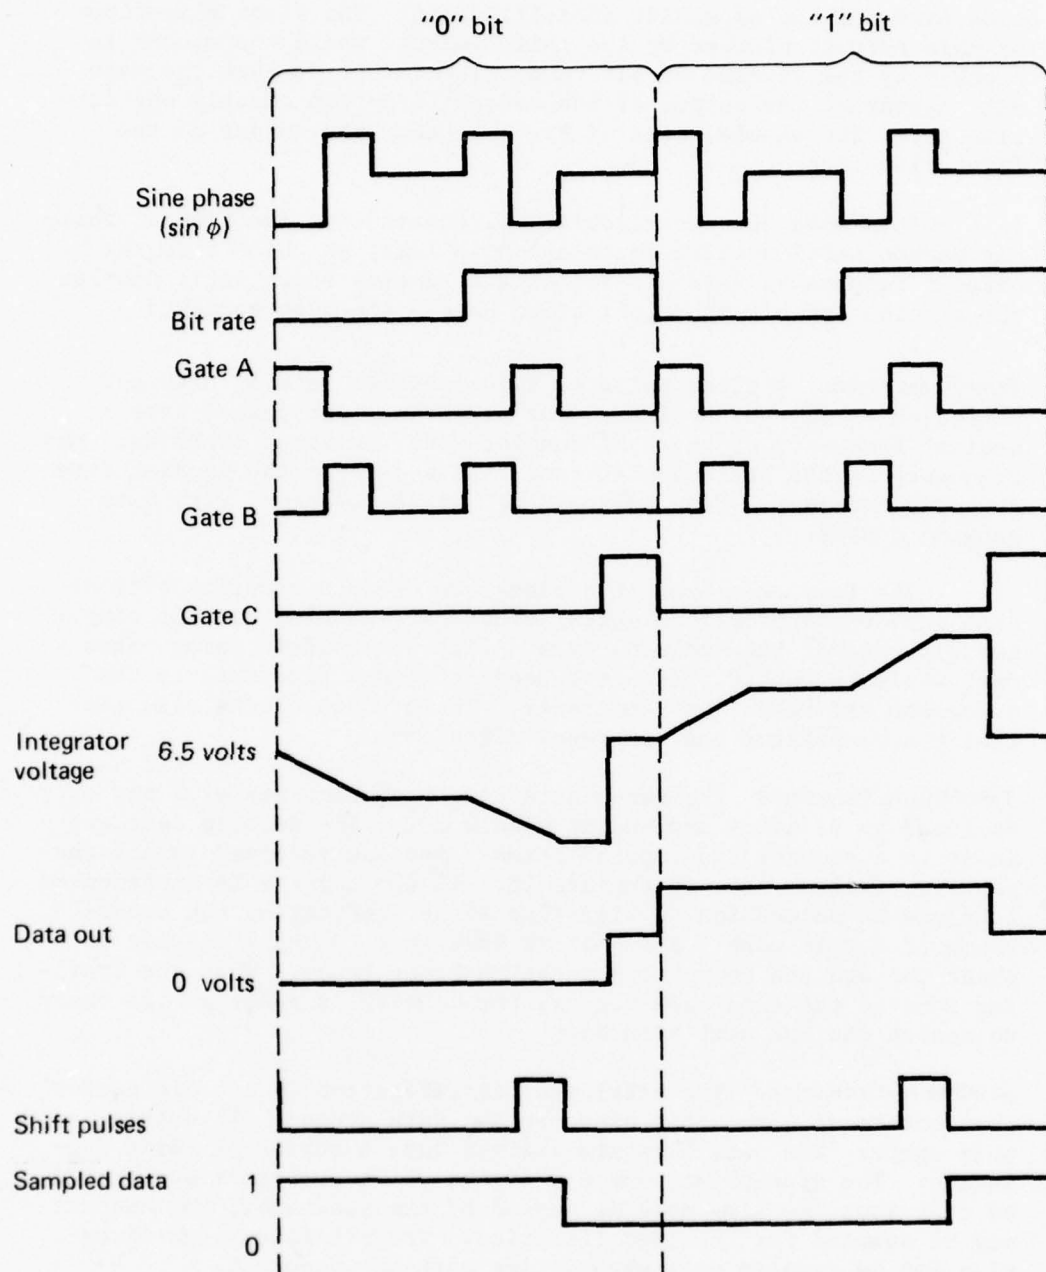 “0” bit
“1” bit
Sine phase
(sin ϕ)
Bit rate
Gate A
Gate B
Gate C
Integrator
voltage
6.5 volts
Data out
0 volts
Shift pulses
Sampled data
1
0